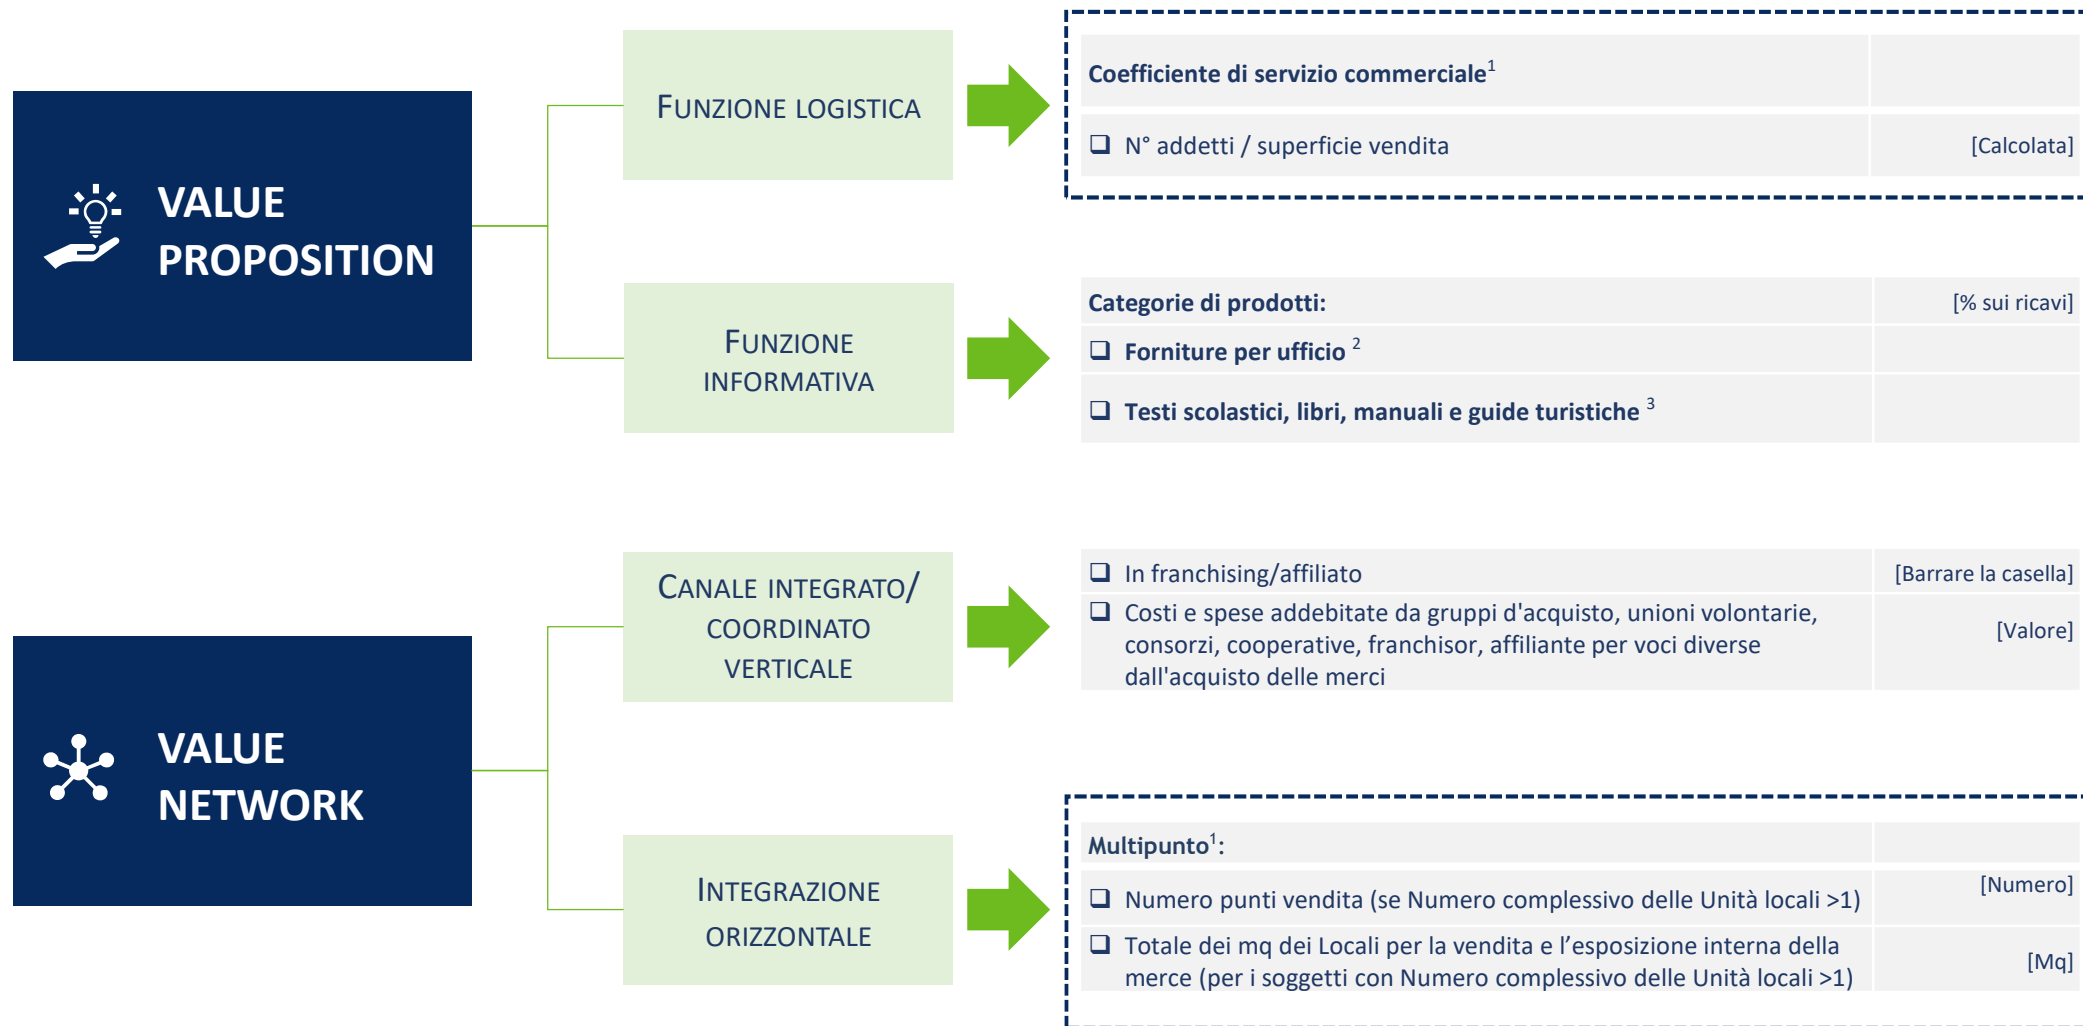 VALUE
PROPOSITION
FUNZIONE LOGISTICA
Coefficiente di servizio commerciale1
N° addetti / superficie vendita [Calcolata]
FUNZIONE
INFORMATIVA
Categorie di prodotti: [% sui ricavi]
Forniture per ufficio 2
Testi scolastici, libri, manuali e guide turistiche 3
VALUE
NETWORK
CANALE INTEGRATO/
COORDINATO
VERTICALE
In franchising/affiliato [Barrare la casella]
Costi e spese addebitate da gruppi d'acquisto, unioni volontarie,
consorzi, cooperative, franchisor, affiliante per voci diverse
dall'acquisto delle merci
[Valore]
INTEGRAZIONE
ORIZZONTALE
Multipunto1:
Numero punti vendita (se Numero complessivo delle Unità locali >1) [Numero]
Totale dei mq dei Locali per la vendita e l’esposizione interna della
merce (per i soggetti con Numero complessivo delle Unità locali >1)
[Mq]